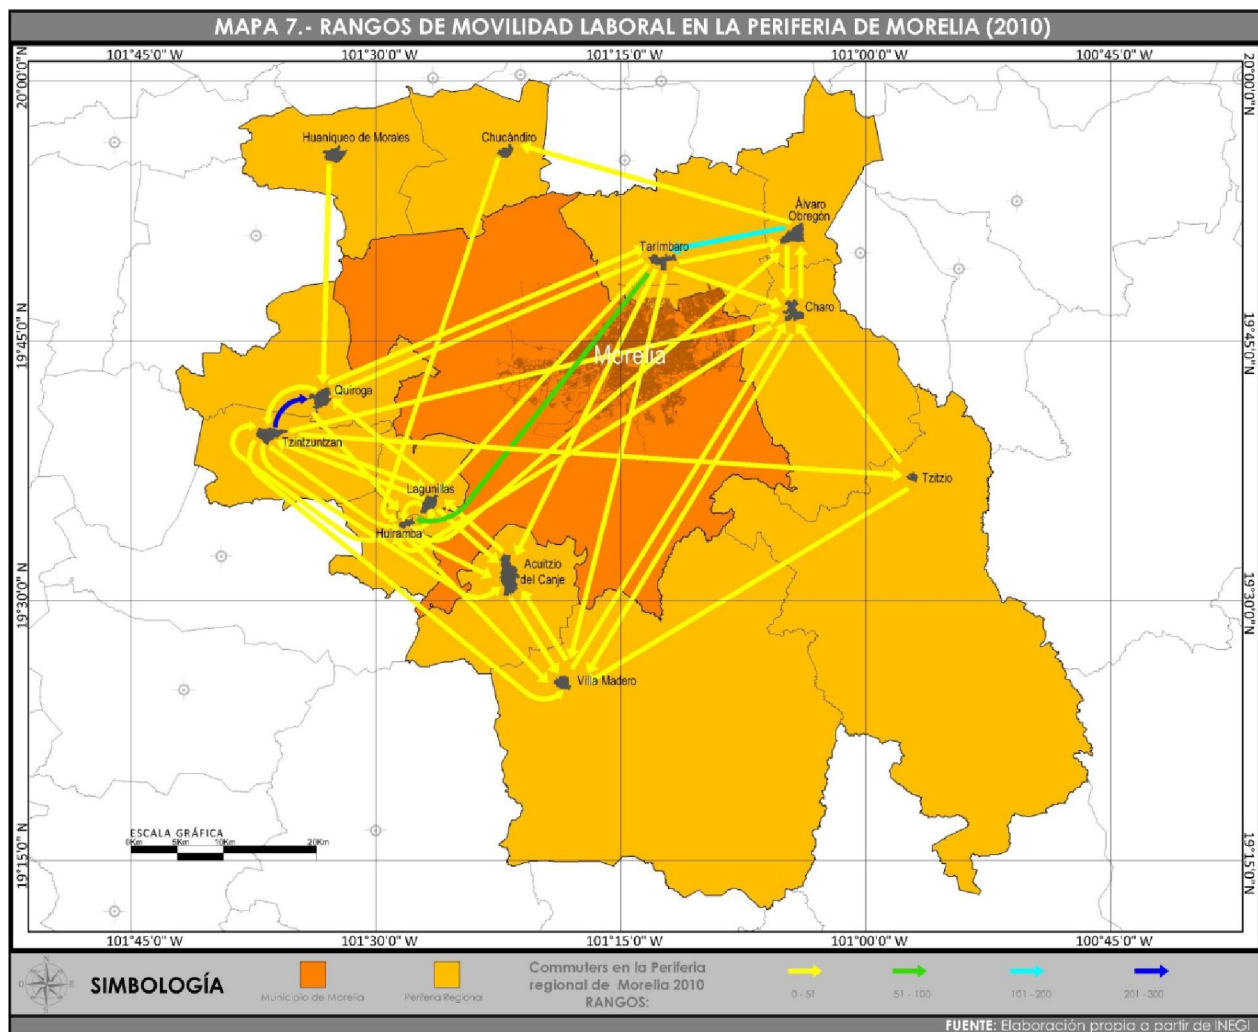 MAPA 7.- RANGOS DE MOVILIDAD LABORAL EN LA PERIFERIA DE MORELIA (2010)
101°45'0"W 101°30'0"W 101°15'0"W 101°00'0"W 100°45'0"W
20°0'0"N 20°0'0"N
Huaniqueo de Morales
Chucándiro
Álvaro
Obregón
Tarímbaro
Charo
19°45'0"N 19°45'0"N
Morelia
Quiroga
Tzintzuntzan
Tzitzio
Lagunillas
Huiramba
Acuitzio
del Canje
19°30'0"N 19°30'0"N
Villa Madero
ESCALA GRÁFICA
0Km 5Km 10Km 20Km
19°15'0"N 19°15'0"N
101°45'0"W 101°30'0"W 101°15'0"W 101°00'0"W 100°45'0"W
N
O E
S
SIMBOLOGÍA
Municipio de Morelia
Periferia Regional
Commuters en la Periferia
regional de Morelia 2010
RANGOS:
0 - 51
51 - 100
101 - 200
201 - 300
FUENTE: Elaboración propia a partir de INEGI